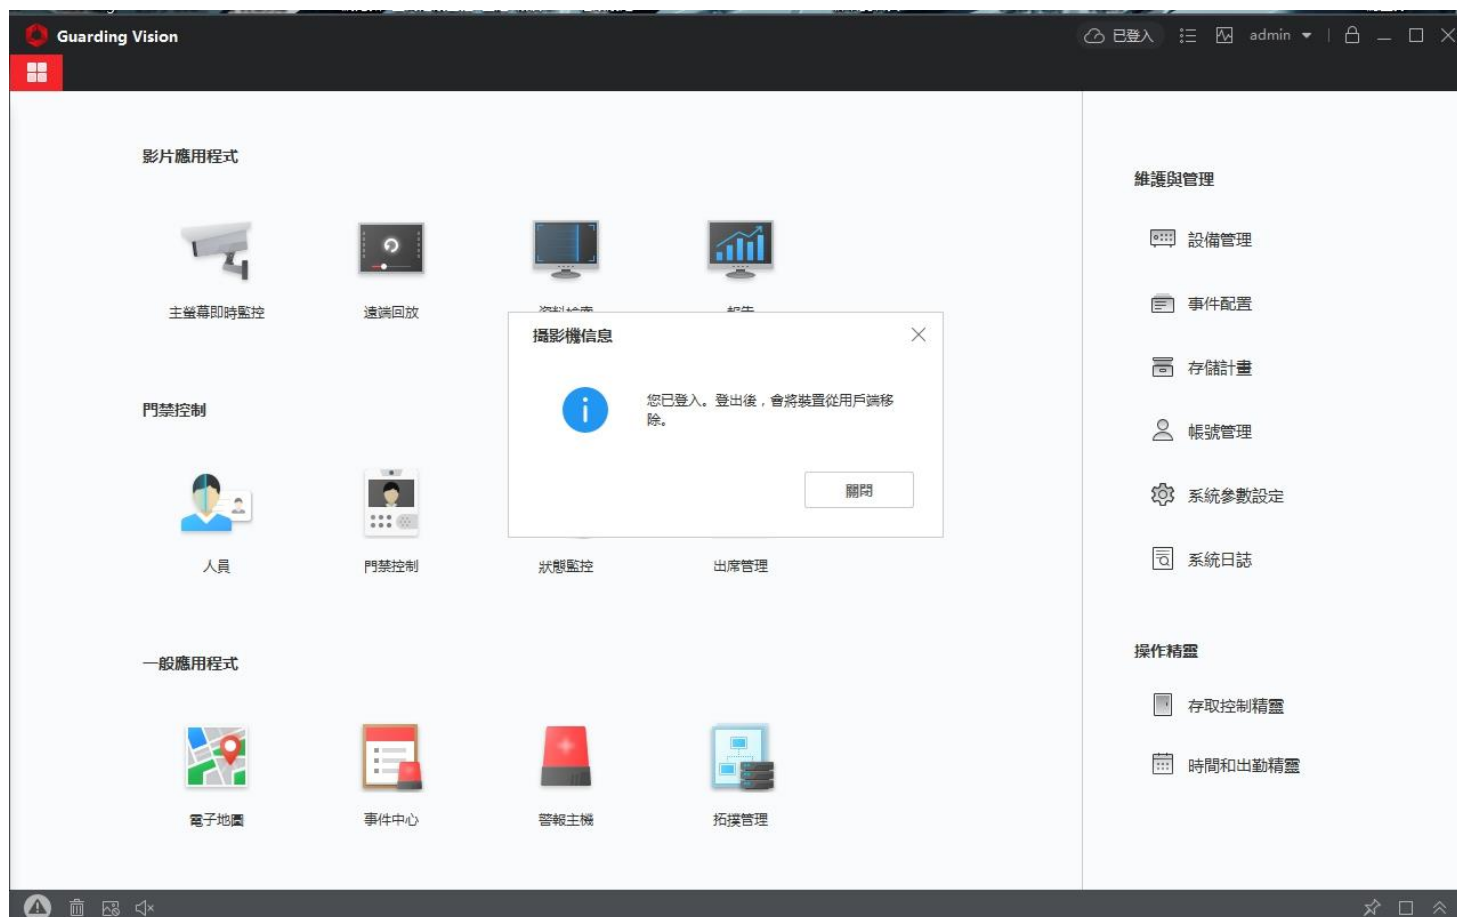 Guarding Vision
已登入
admin
影片應用程式
主螢幕即時監控
遠端回放
資料檢索
報告
攝影機信息
您已登入。登出後，會將裝置從用戶端移
除。
關閉
門禁控制
人員
門禁控制
狀態監控
出席管理
一般應用程式
電子地圖
事件中心
警報主機
拓撲管理
維護與管理
設備管理
事件配置
存儲計畫
帳號管理
系統參數設定
系統日誌
操作精靈
存取控制精靈
時間和出勤精靈